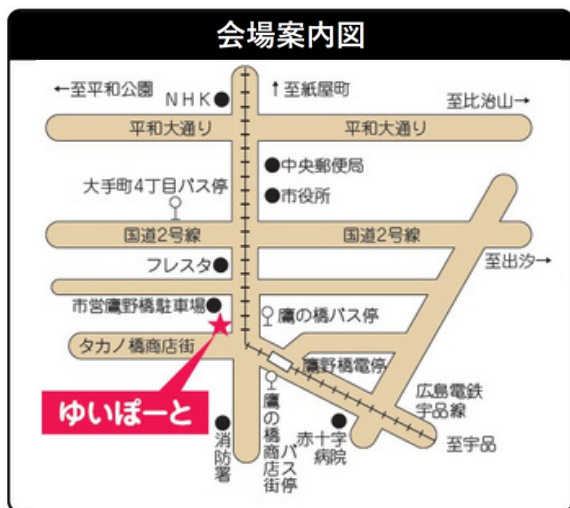 会場案内図
←至平和公園
NHK
↑至紙屋町
至比治山→
平和大通り
平和大通り
中央郵便局
大手町4丁目バス停
市役所
国道2号線
国道2号線
フレスタ
至出汐→
市営鷹野橋駐車場
鷹の橋バス停
タカノ橋商店街
鷹野橋電停
ゆいぽーと
広島電鉄
宇品線
消防署
鷹の橋商店街
バス停
赤十字
病院
至宇品